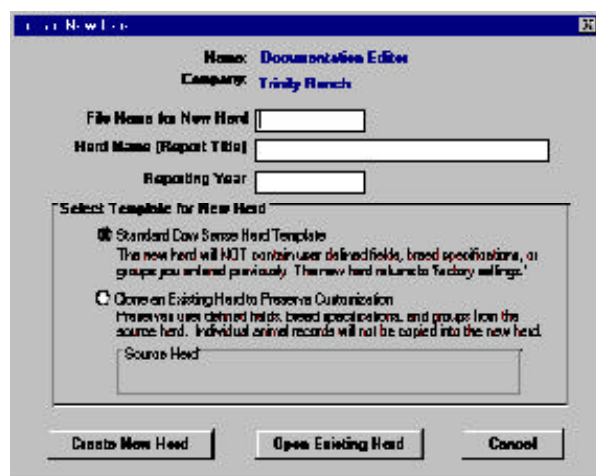 New
Name: Documentation Editor
Company: Trinity Ranch
File Name for New Herd
Herd Name (Report Title)
Reporting Year
Select Template for New Herd
Standard Cow Sense Herd Template
The new herd will NOT contain user defined fields, breed specifications, or
groups you entered previously. The new herd returns to 'factory settings.'
Clone an Existing Herd to Preserve Customization
Preserves user defined fields, breed specifications, and groups from the
source herd. Individual animal records will not be copied into the new herd.
Source Herd
Create New Herd
Open Existing Herd
Cancel